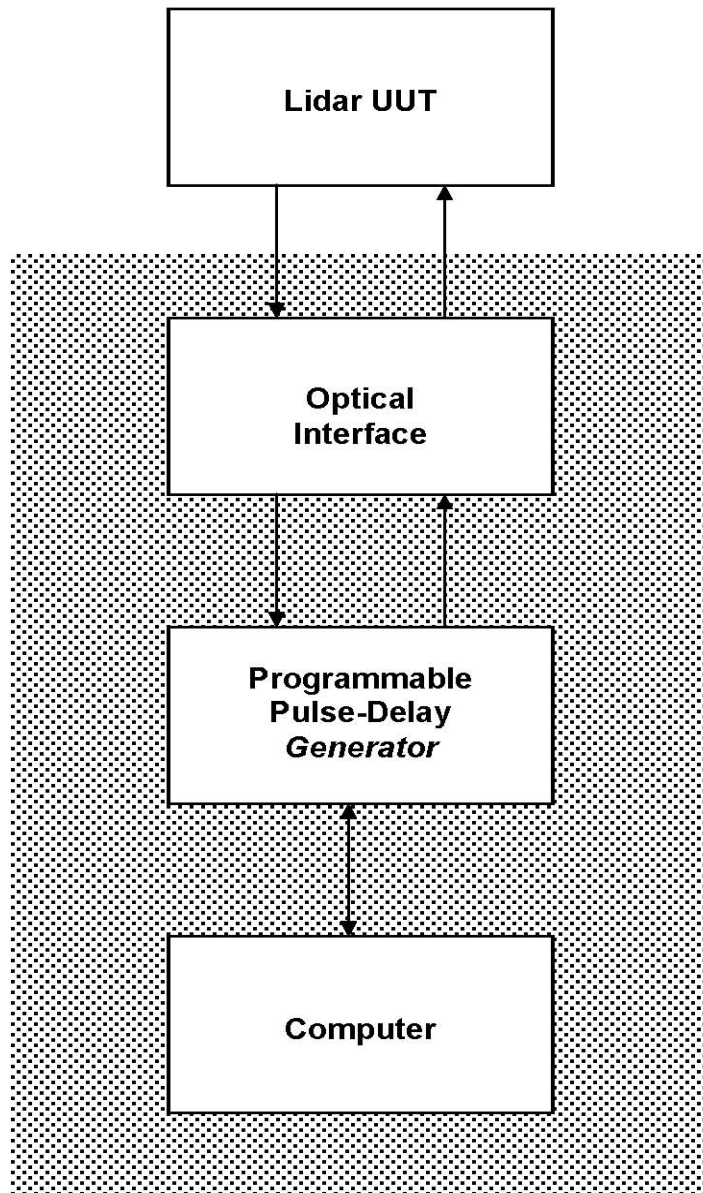 Lidar UUT
Optical
Interface
Programmable
Pulse-Delay
Generator
Computer